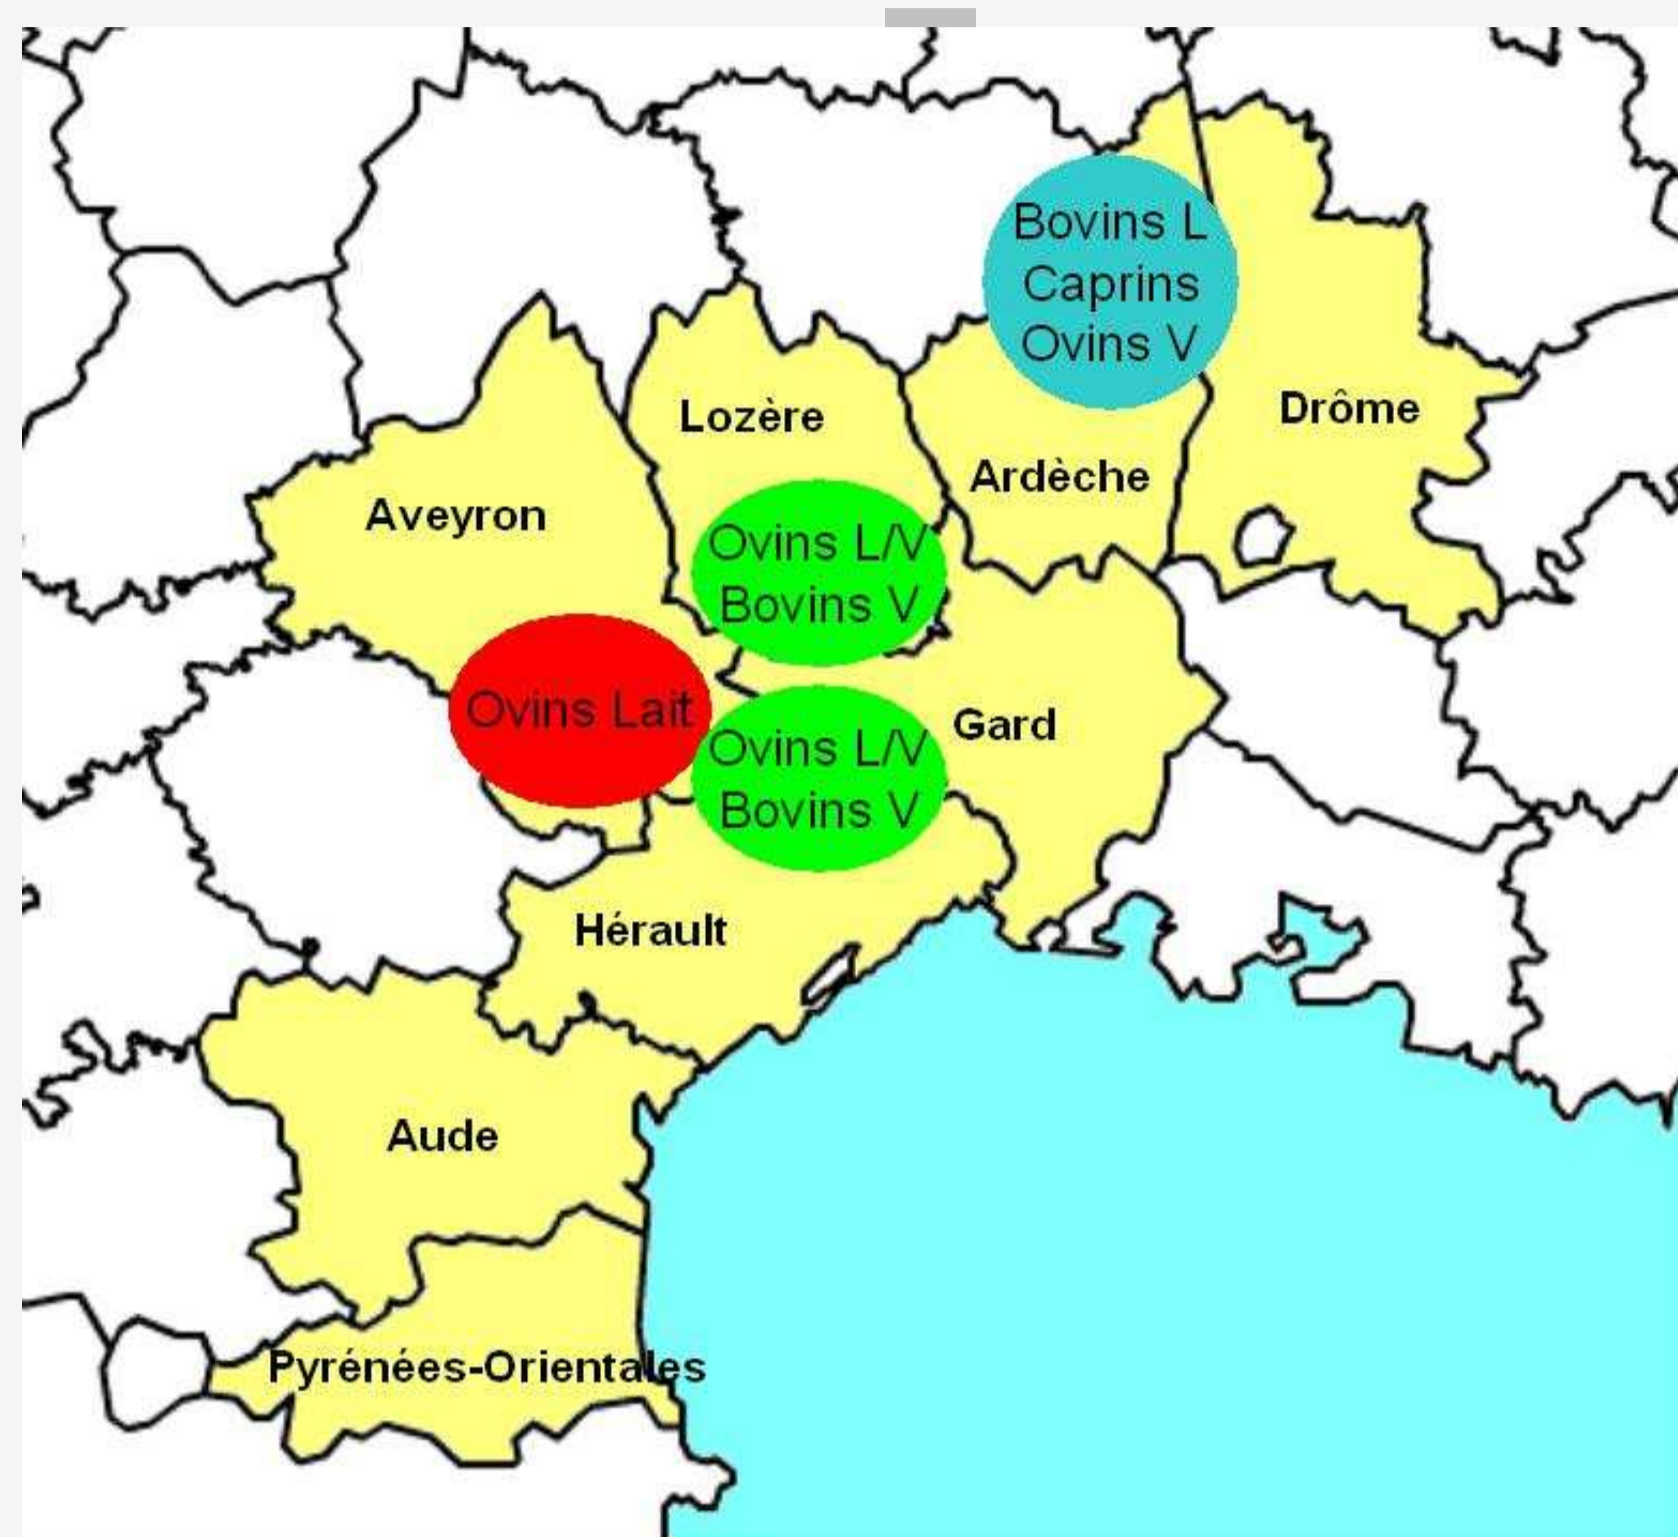 Bovins L
Caprins
Ovins V
Drôme
Lozère
Ardèche
Aveyron
Ovins L/V
Bovins V
Ovins Lait
Gard
Ovins L/V
Bovins V
Hérault
Aude
Pyrénées-Orientales